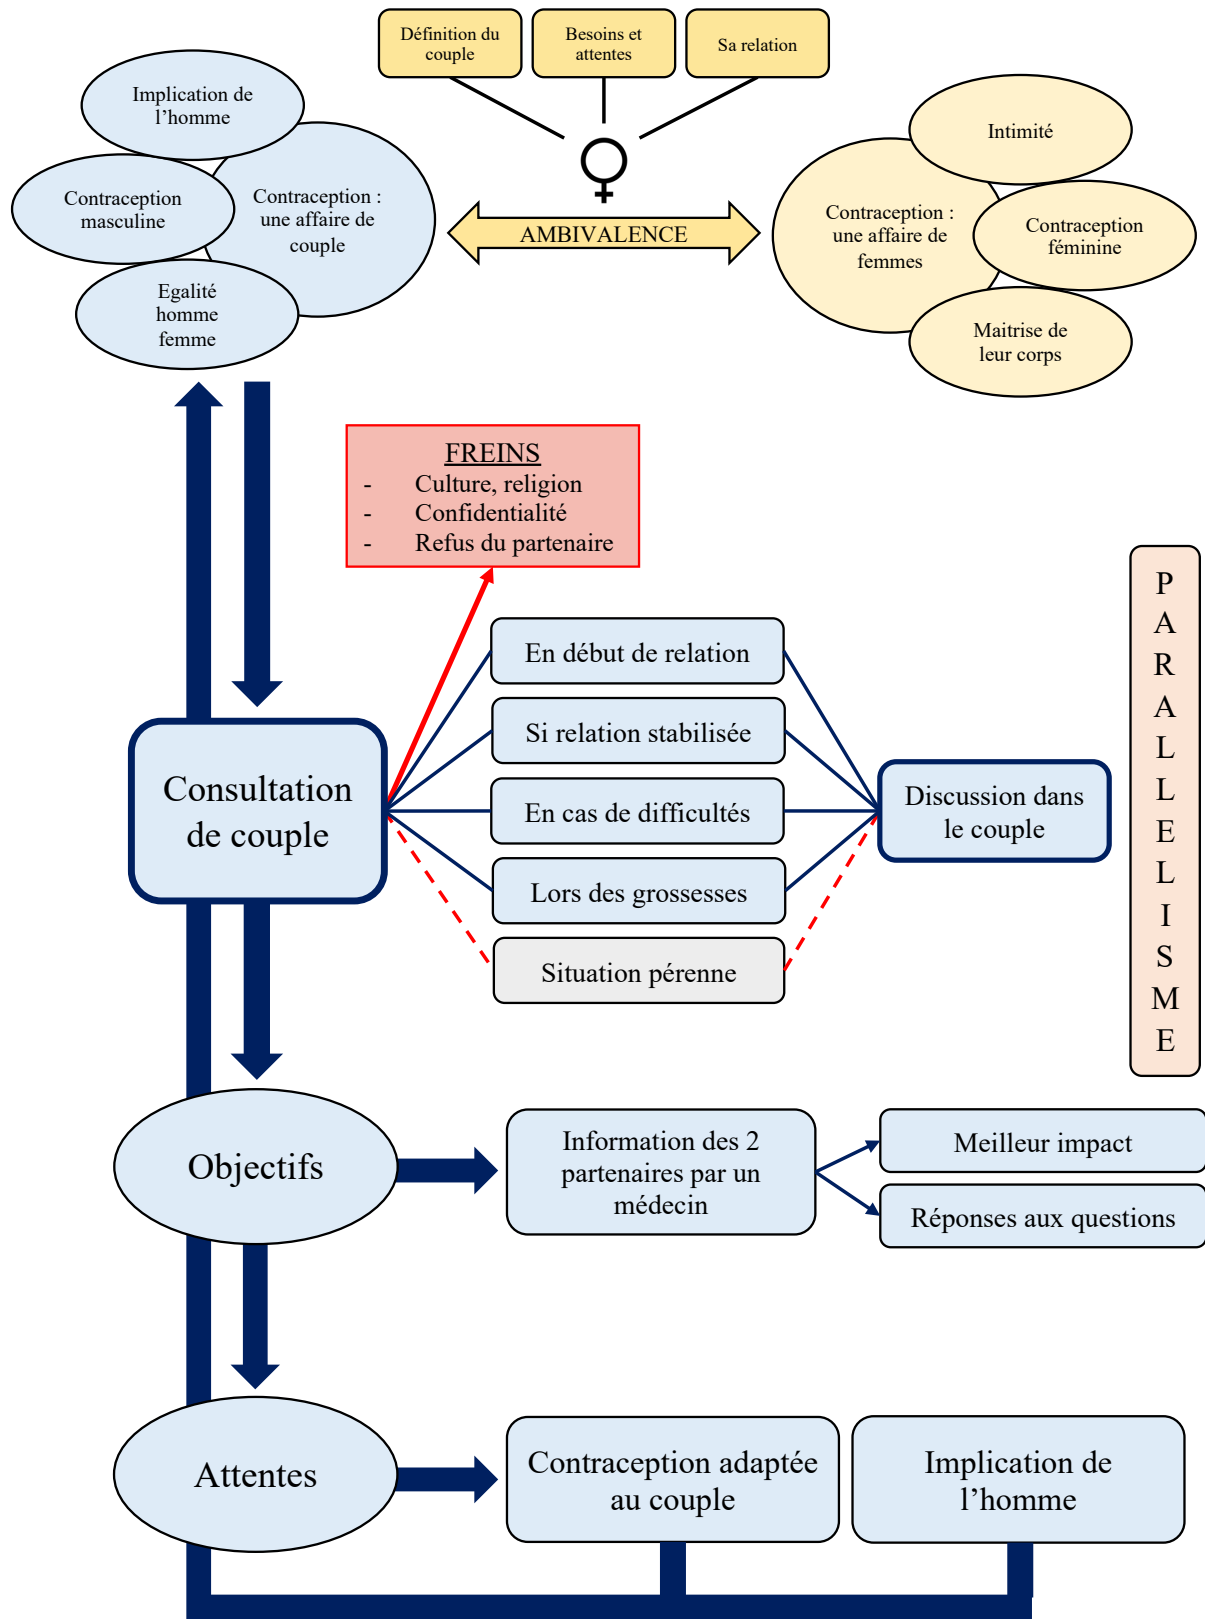 Définition du
couple
Besoins et
attentes
Sa relation
Implication de
l’homme
Contraception
masculine
Egalité
homme
femme
Contraception :
une affaire de
couple
AMBIVALENCE
Contraception :
une affaire de
femmes
Intimité
Contraception
féminine
Maitrise de
leur corps
FREINS
- Culture, religion
- Confidentialité
- Refus du partenaire
Consultation
de couple
En début de relation
Si relation stabilisée
En cas de difficultés
Lors des grossesses
Situation pérenne
Discussion dans
le couple
P
A
R
A
L
L
E
L
I
S
M
E
Objectifs
Information des 2
partenaires par un
médecin
Meilleur impact
Réponses aux questions
Attentes
Contraception adaptée
au couple
Implication de
l’homme